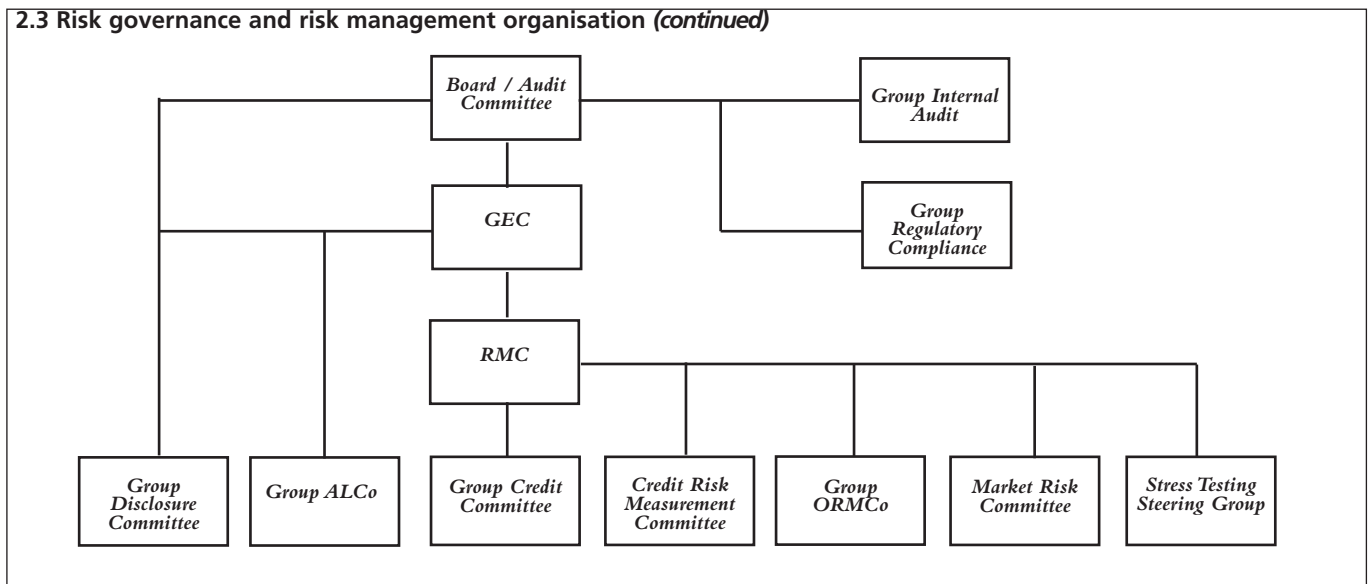 2.3 Risk governance and risk management organisation (continued)
Board / Audit
Committee
Group Internal
Audit
GEC
Group
Regulatory
Compliance
RMC
Group
Disclosure
Committee
Group ALCo
Group Credit
Committee
Credit Risk
Measurement
Committee
Group
ORMCo
Market Risk
Committee
Stress Testing
Steering Group